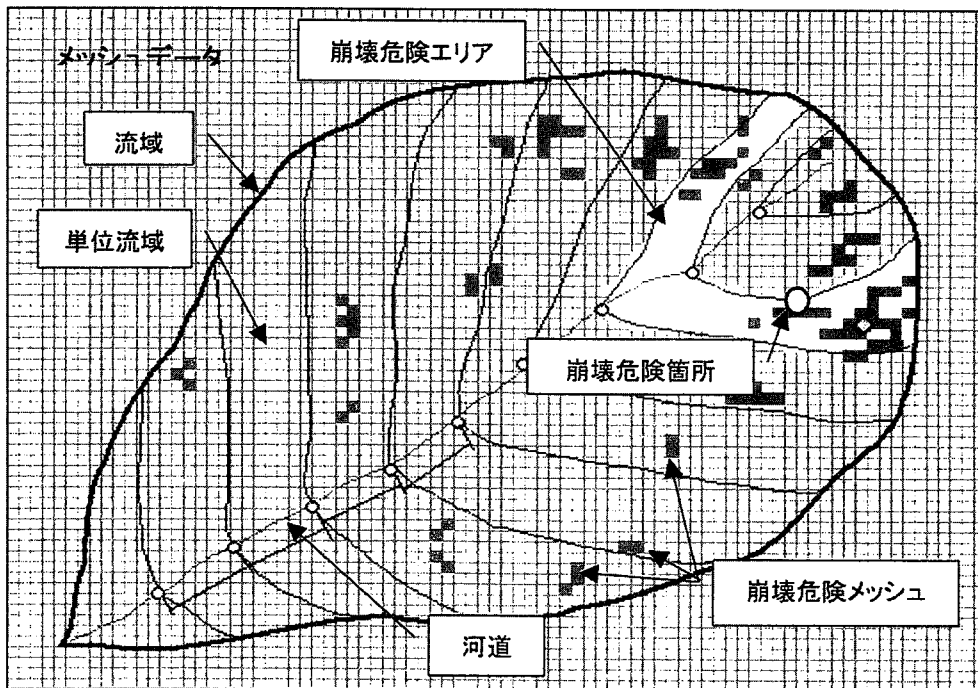 メッシュデータ
崩壊危険エリア
流域
単位流域
崩壊危険箇所
崩壊危険メッシュ
河道